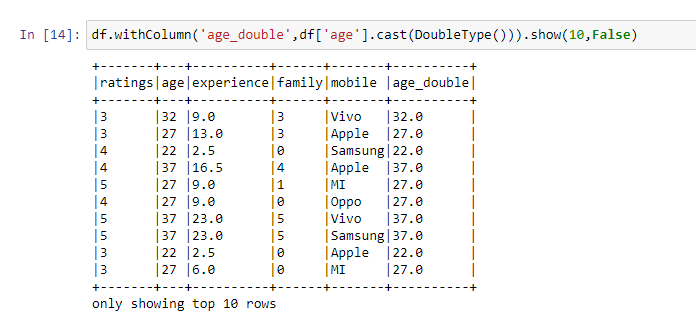 In [14]: df.withColumn('age_double',df['age'].cast(DoubleType())).show(10,False)
+-------+---+----------+------+-------+----------+
|ratings|age|experience|family|mobile |age_double|
+-------+---+----------+------+-------+----------+
|3      |32 |9.0       |3     |Vivo   |32.0      |
|3      |27 |13.0      |3     |Apple  |27.0      |
|4      |22 |2.5       |0     |Samsung|22.0      |
|4      |37 |16.5      |4     |Apple  |37.0      |
|5      |27 |9.0       |1     |MI     |27.0      |
|4      |27 |9.0       |0     |Oppo   |27.0      |
|5      |37 |23.0      |5     |Vivo   |37.0      |
|5      |37 |23.0      |5     |Samsung|37.0      |
|3      |22 |2.5       |0     |Apple  |22.0      |
|3      |27 |6.0       |0     |MI     |27.0      |
+-------+---+----------+------+-------+----------+
only showing top 10 rows